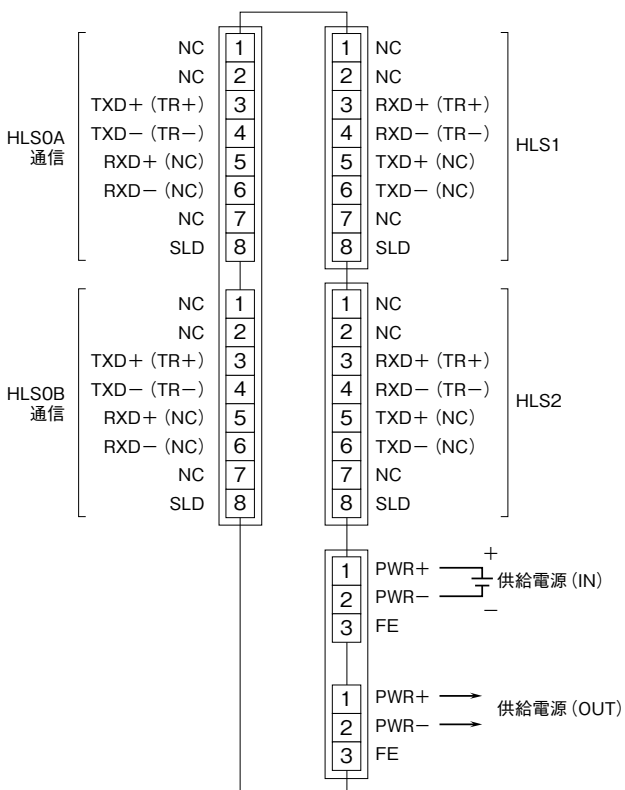 HLS0A
通信
NC 1
NC 2
TXD+ (TR+) 3
TXD− (TR−) 4
RXD+ (NC) 5
RXD− (NC) 6
NC 7
SLD 8
1 NC
2 NC
3 RXD+ (TR+)
4 RXD− (TR−)
5 TXD+ (NC)
6 TXD− (NC)
7 NC
8 SLD
HLS1
HLS0B
通信
NC 1
NC 2
TXD+ (TR+) 3
TXD− (TR−) 4
RXD+ (NC) 5
RXD− (NC) 6
NC 7
SLD 8
1 NC
2 NC
3 RXD+ (TR+)
4 RXD− (TR−)
5 TXD+ (NC)
6 TXD− (NC)
7 NC
8 SLD
HLS2
1 PWR+
2 PWR−
3 FE
+
−
供給電源 (IN)
1 PWR+
2 PWR−
3 FE
供給電源 (OUT)